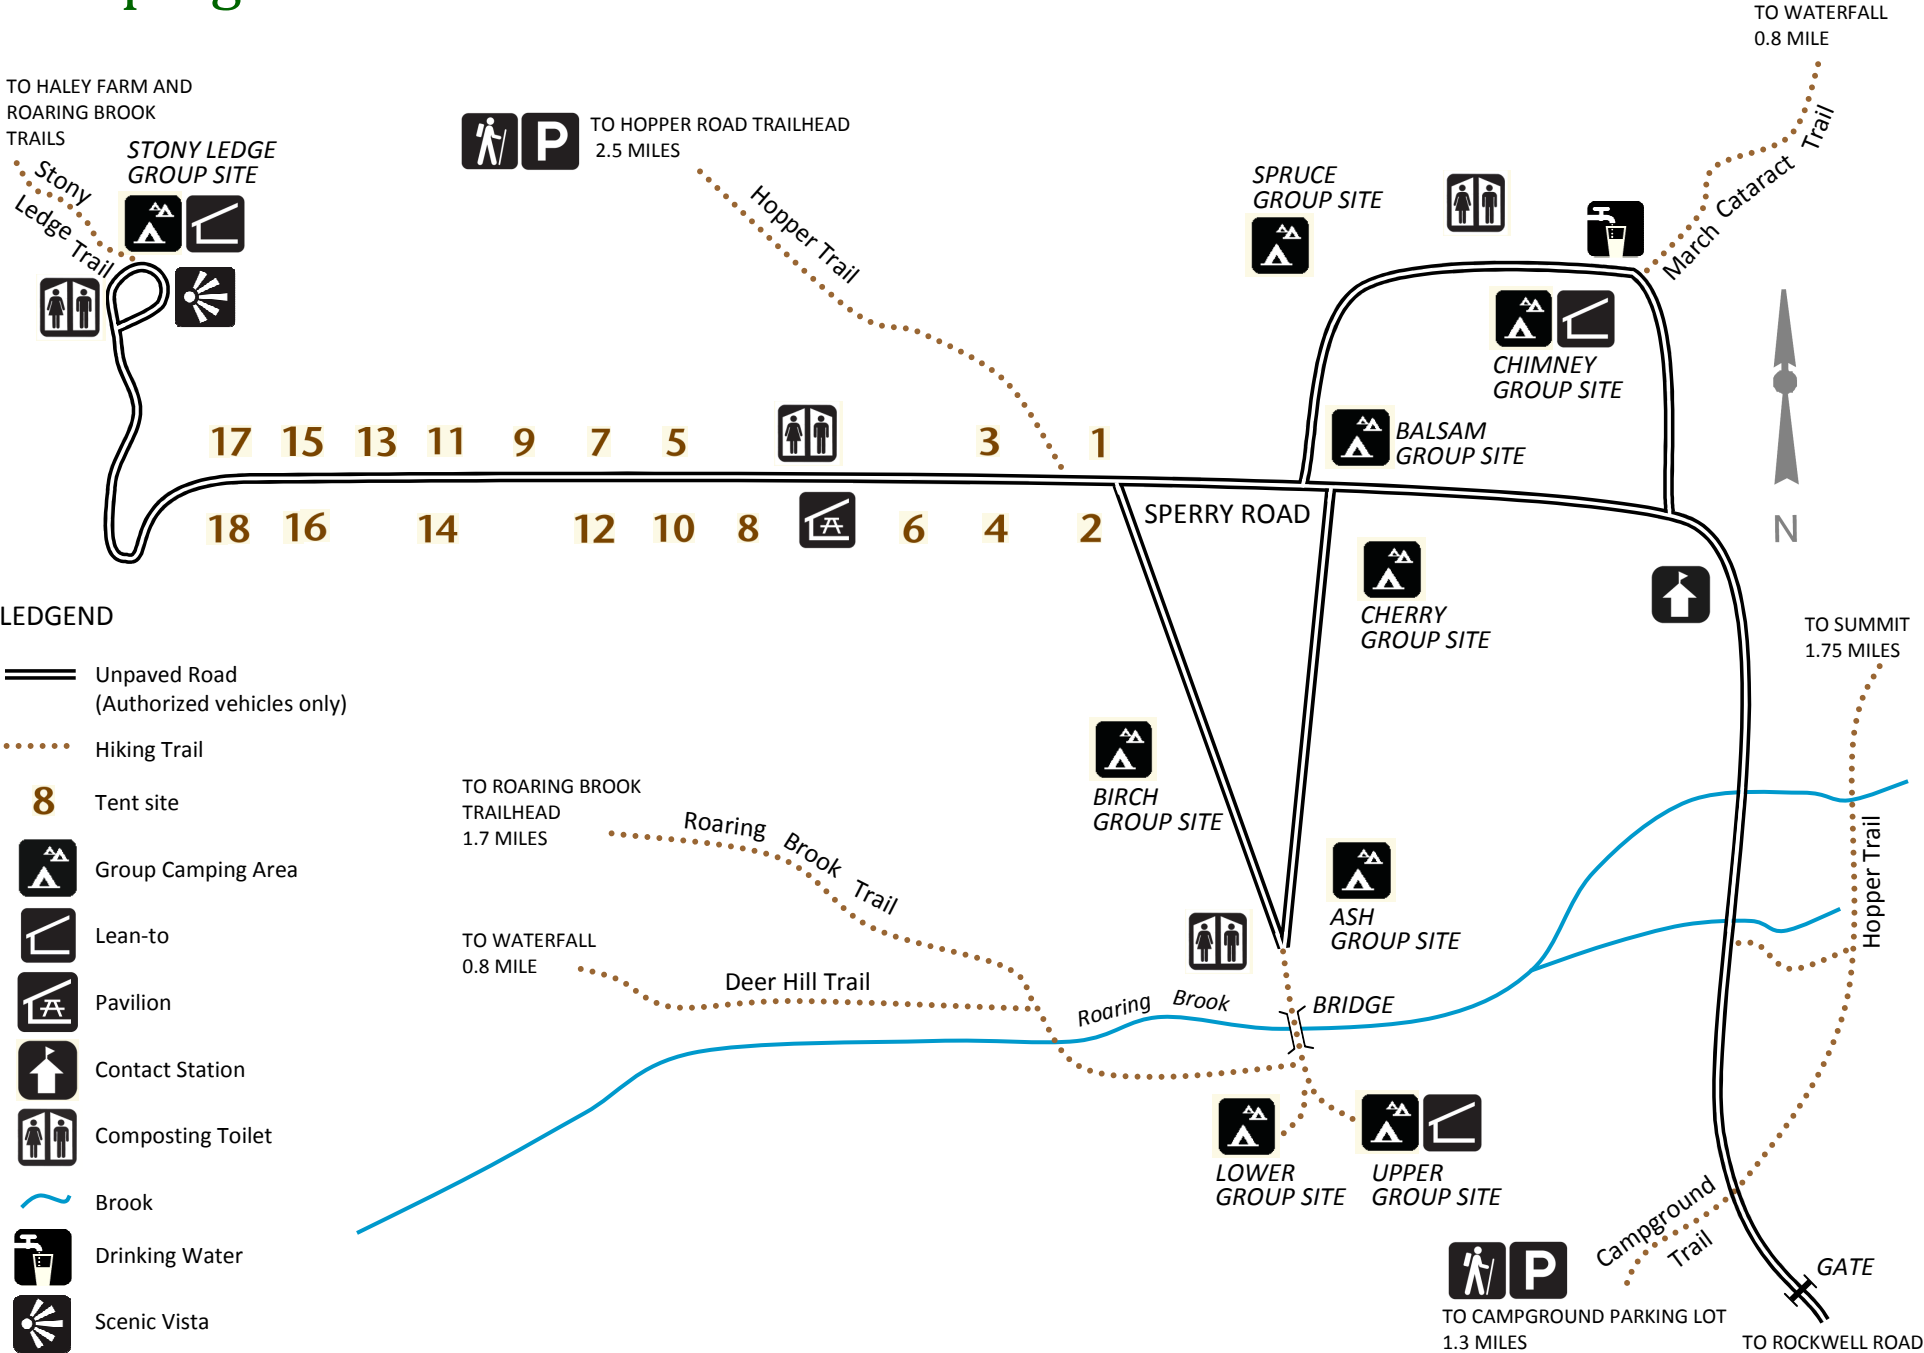 TO WATERFALL
0.8 MILE
TO HALEY FARM AND
ROARING BROOK
TRAILS
STONY LEDGE
GROUP SITE
Stony
Ledge Trail
P
TO HOPPER ROAD TRAILHEAD
2.5 MILES
Hopper Trail
SPRUCE
GROUP SITE
March Cataract Trail
CHIMNEY
GROUP SITE
BALSAM
GROUP SITE
17 15 13 11 9 7 5 3 1
SPERRY ROAD
18 16 14 12 10 8 6 4 2
N
CHERRY
GROUP SITE
TO SUMMIT
1.75 MILES
LEDGEND
Unpaved Road
(Authorized vehicles only)
Hiking Trail
8 Tent site
Group Camping Area
Lean-to
Pavilion
Contact Station
Composting Toilet
Brook
Drinking Water
Scenic Vista
BIRCH
GROUP SITE
TO ROARING BROOK
TRAILHEAD
1.7 MILES
Roaring Brook Trail
Hopper Trail
ASH
GROUP SITE
TO WATERFALL
0.8 MILE
Deer Hill Trail
Roaring Brook
BRIDGE
LOWER
GROUP SITE
UPPER
GROUP SITE
Campground
Trail
GATE
P
TO CAMPGROUND PARKING LOT
1.3 MILES
TO ROCKWELL ROAD